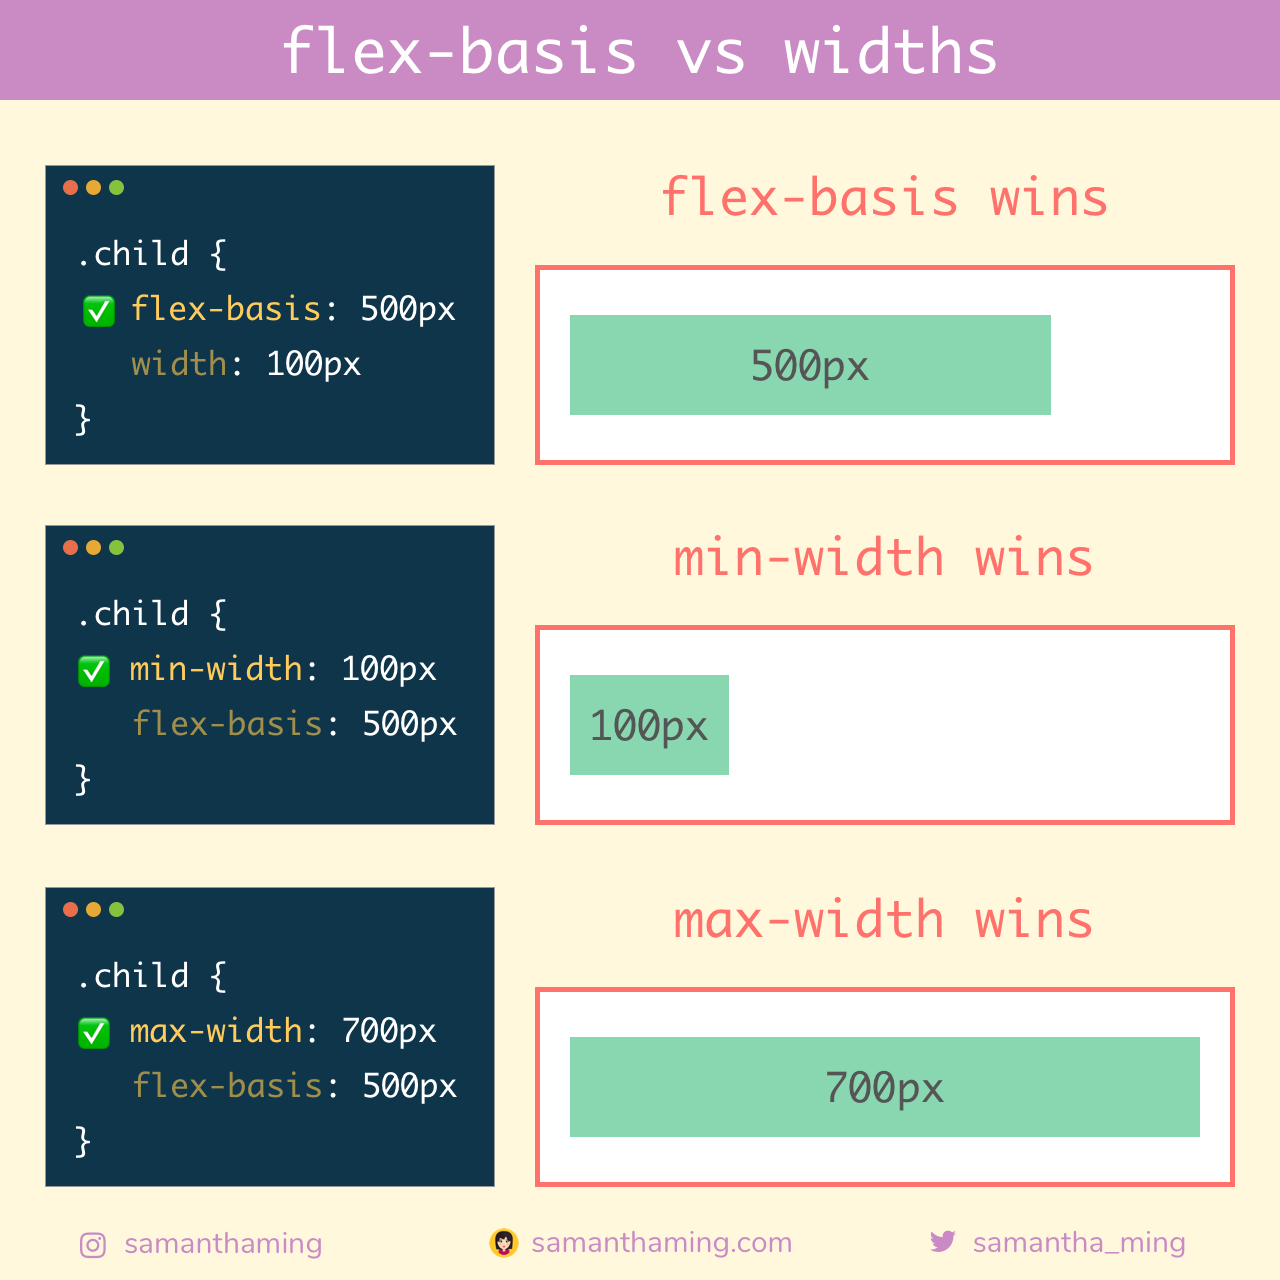 flex-basis vs widths
.child {
✅ flex-basis: 500px
width: 100px
}
flex-basis wins
500px
.child {
✅ min-width: 100px
flex-basis: 500px
}
min-width wins
100px
.child {
✅ max-width: 700px
flex-basis: 500px
}
max-width wins
700px
samanthaming
samanthaming.com
samantha_ming